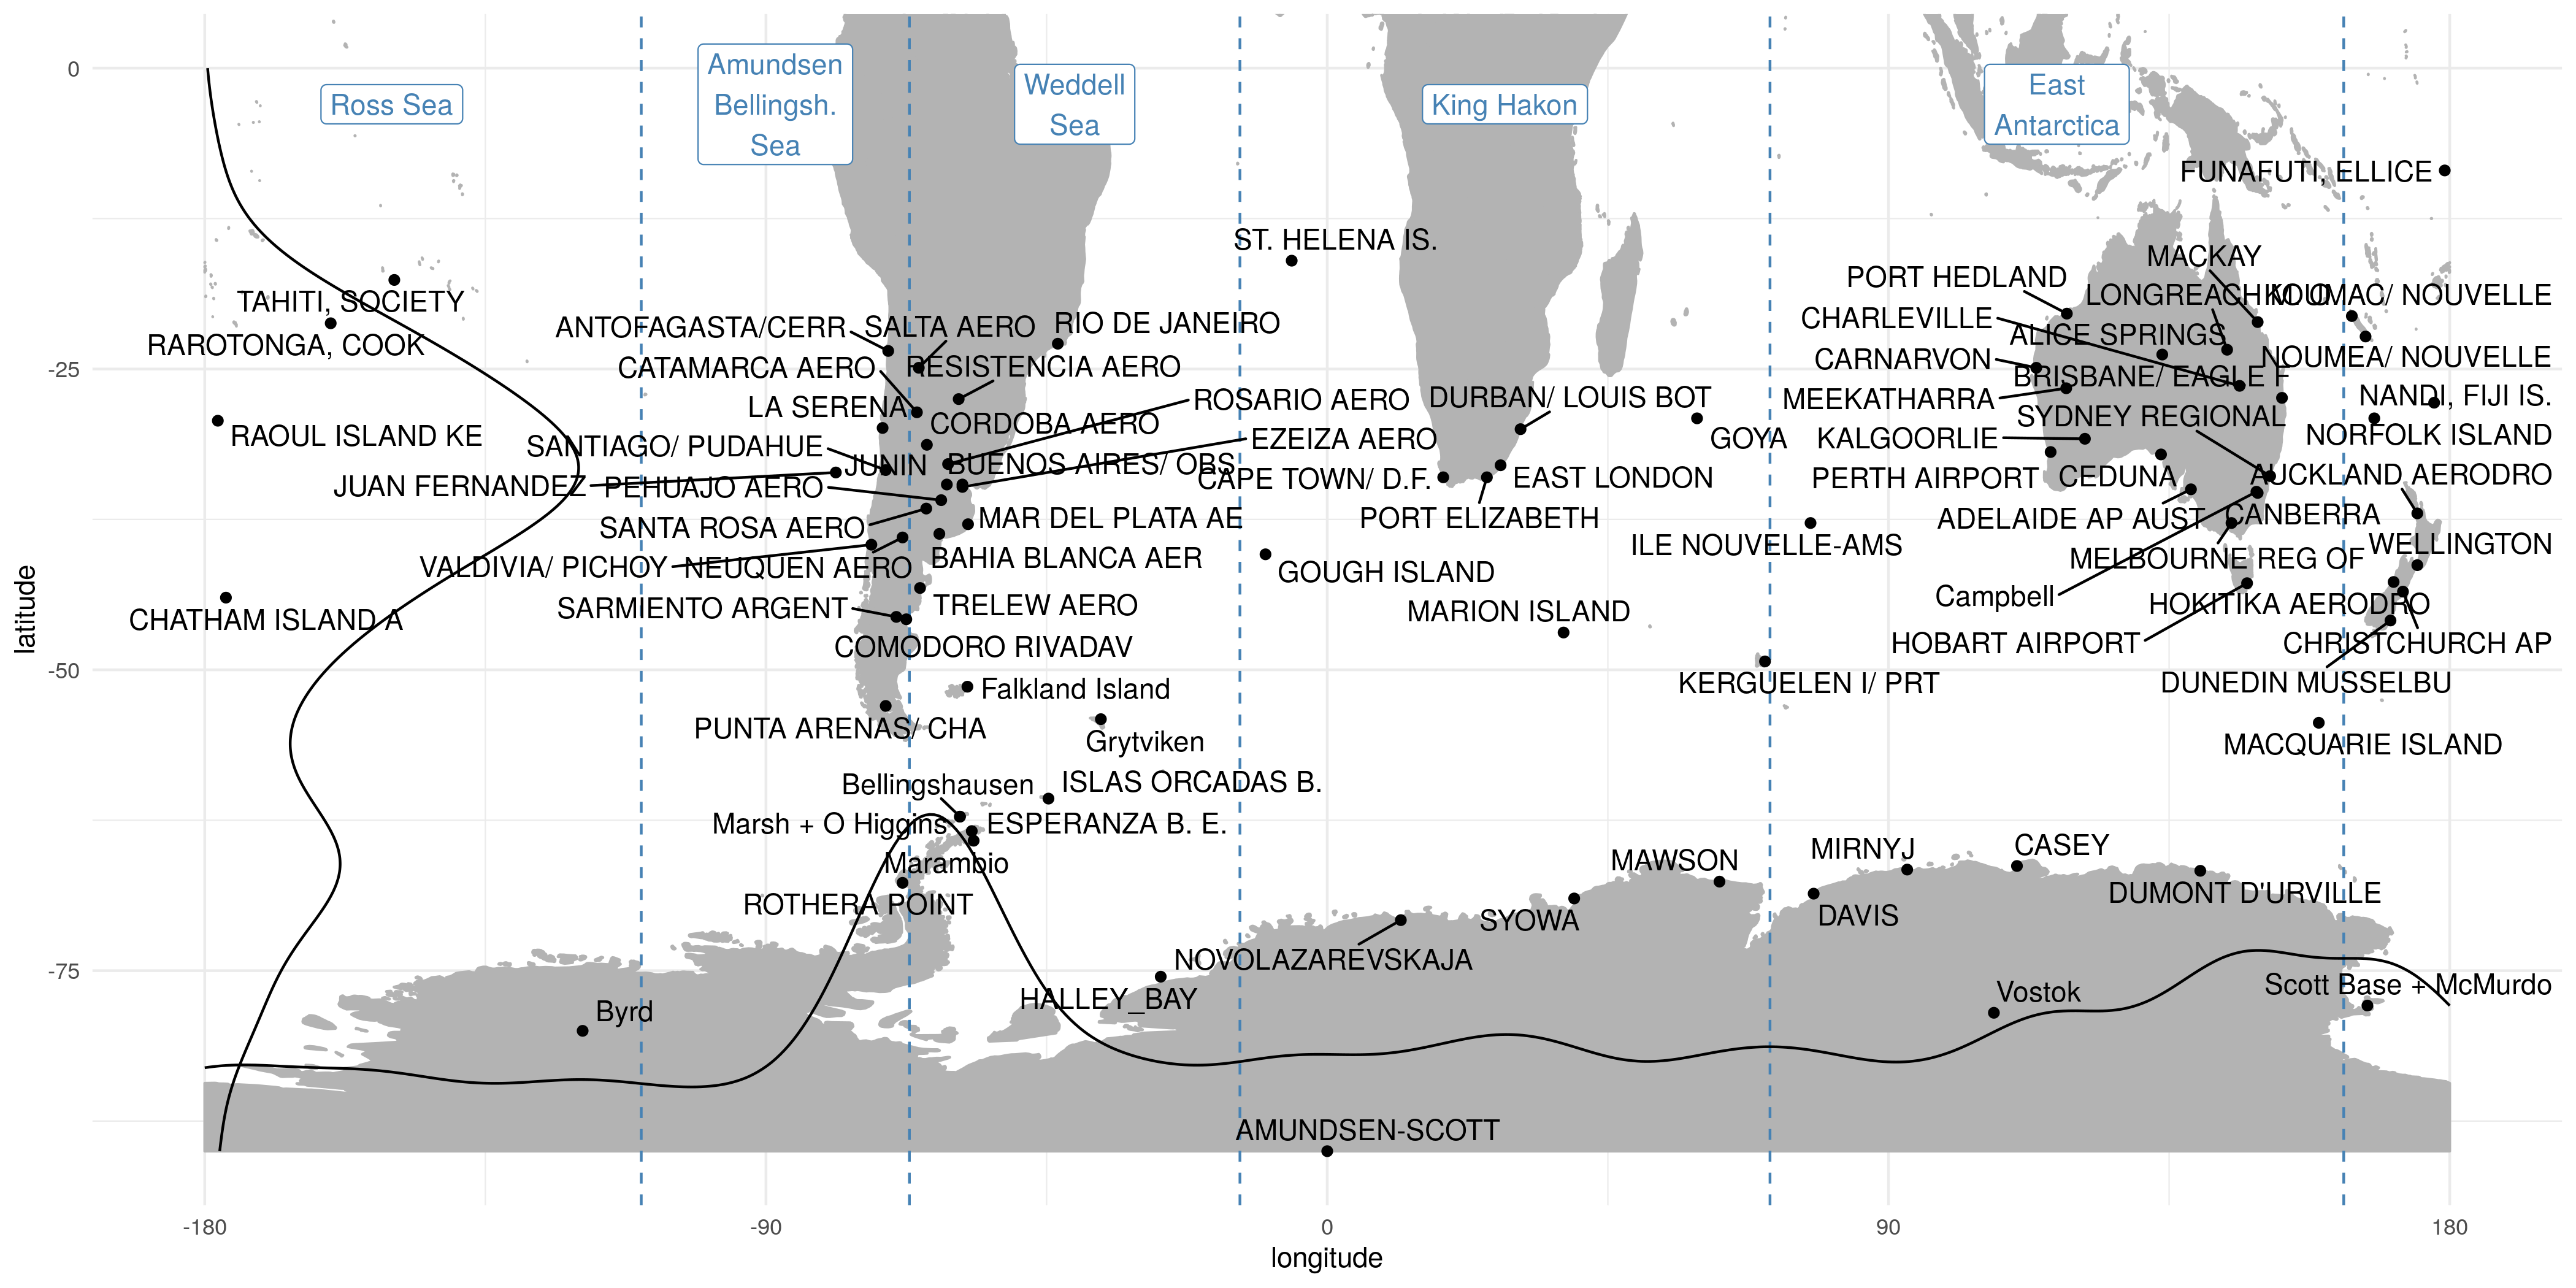 0
-25
-50
-75
latitude
Ross Sea
Amundsen
Bellingsh.
Sea
Weddell
Sea
King Hakon
East
Antarctica
FUNAFUTI, ELLICE
ST. HELENA IS.
MACKAY
PORT HEDLAND
TAHITI, SOCIETY
LONGREACH
KOUMAC/ NOUVELLE
CHARLEVILLE
ANTOFAGASTA/CERR
SALTA AERO
RIO DE JANEIRO
ALICE SPRINGS
RAROTONGA, COOK
CARNARVON
NOUMEA/ NOUVELLE
CATAMARCA AERO
RESISTENCIA AERO
BRISBANE/ EAGLE F
NANDI, FIJI IS.
LA SERENA
ROSARIO AERO
DURBAN/ LOUIS BOT
MEEKATHARRA
SYDNEY REGIONAL
CORDOBA AERO
RAOUL ISLAND KE
SANTIAGO/ PUDAHUE
EZEIZA AERO
GOYA
KALGOORLIE
NORFOLK ISLAND
JUNIN
BUENOS AIRES/ OBS
JUAN FERNANDEZ
PEHUAJO AERO
CAPE TOWN/ D.F.
EAST LONDON
PERTH AIRPORT
CEDUNA
AUCKLAND AERODRO
SANTA ROSA AERO
MAR DEL PLATA AE
PORT ELIZABETH
ADELAIDE AP AUST
CANBERRA
ILE NOUVELLE-AMS
WELLINGTON
VALDIVIA/ PICHOY
NEUQUEN AERO
BAHIA BLANCA AER
GOUGH ISLAND
MELBOURNE REG OF
Campbell
CHATHAM ISLAND A
SARMIENTO ARGENT
TRELEW AERO
MARION ISLAND
HOKITIKA AERODRO
COMODORO RIVADAV
HOBART AIRPORT
CHRISTCHURCH AP
Falkland Island
KERGUELEN I/ PRT
DUNEDIN MUSSELBU
PUNTA ARENAS/ CHA
Grytviken
MACQUARIE ISLAND
Bellingshausen
ISLAS ORCADAS B.
Marsh + O Higgins
ESPERANZA B. E.
Marambio
MAWSON
MIRNYJ
CASEY
ROTHERA POINT
SYOWA
DAVIS
DUMONT D'URVILLE
NOVOLAZAREVSKAJA
HALLEY_BAY
Byrd
Vostok
Scott Base + McMurdo
AMUNDSEN-SCOTT
-180
-90
0
90
180
longitude